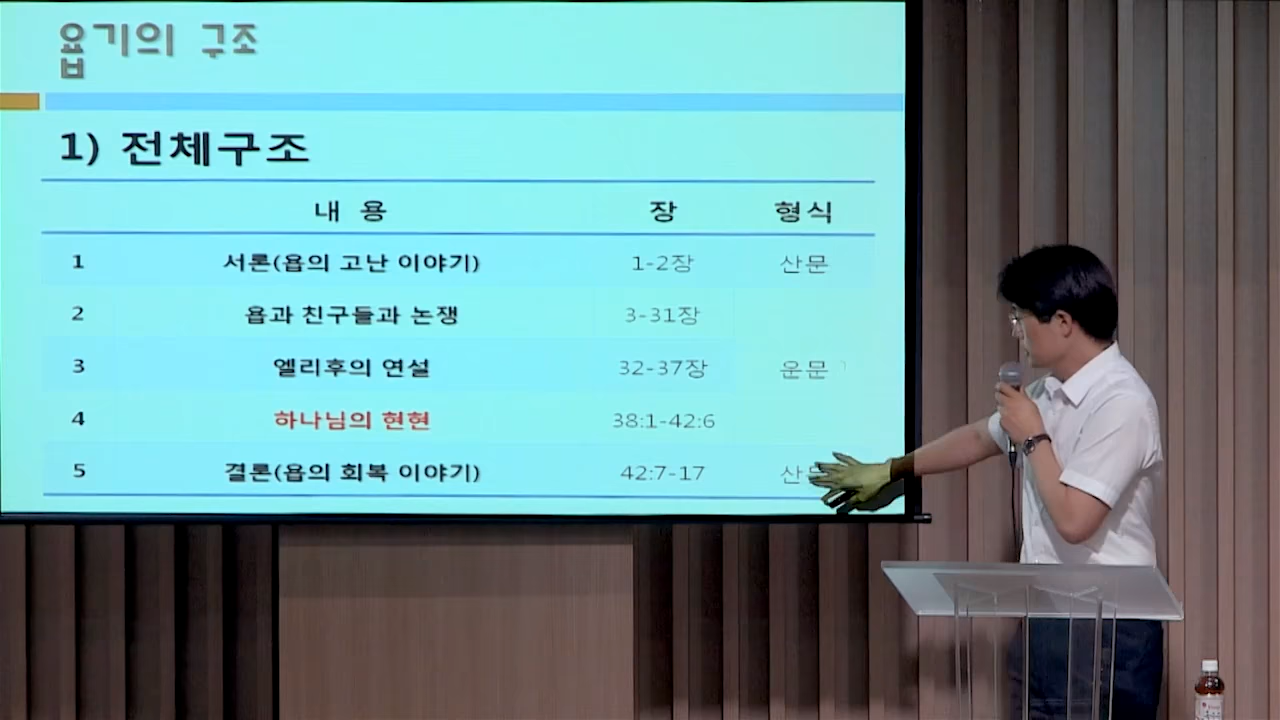 욥기의 구조
1) 전체구조
내 용 장 형식
1 서론(욥의 고난 이야기) 1-2장 산문
2 욥과 친구들과 논쟁 3-31장
3 엘리후의 연설 32-37장 운문
4 하나님의 현현 38:1-42:6
5 결론(욥의 회복 이야기) 42:7-17 산문